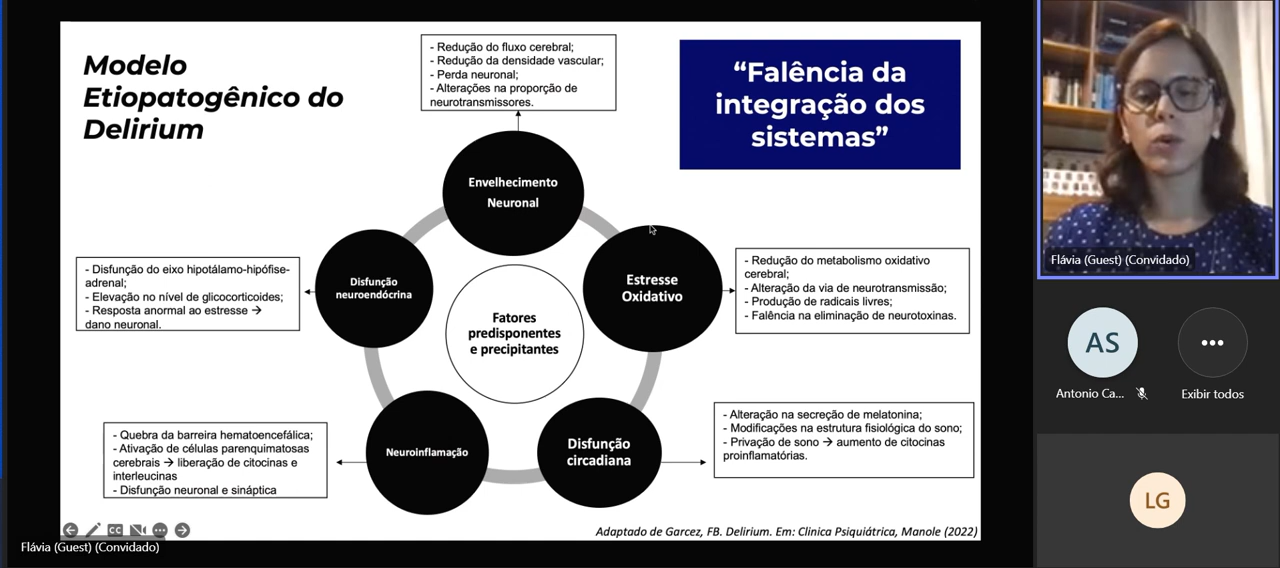 Modelo
Etiopatogênico do
Delirium
- Redução do fluxo cerebral;
- Redução da densidade vascular;
- Perda neuronal;
- Alterações na proporção de
neurotransmissores.
“Falência da
integração dos
sistemas”
Envelhecimento
Neuronal
- Disfunção do eixo hipotálamo-hipófise-
adrenal;
- Elevação no nível de glicocorticoides;
- Resposta anormal ao estresse →
dano neuronal.
Disfunção
neuroendócrina
Estresse
Oxidativo
- Redução do metabolismo oxidativo
cerebral;
- Alteração da via de neurotransmissão;
- Produção de radicais livres;
- Falência na eliminação de neurotoxinas.
Fatores
predisponentes
e precipitantes
- Quebra da barreira hematoencefálica;
- Ativação de células parenquimatosas
cerebrais → liberação de citocinas e
interleucinas
- Disfunção neuronal e sináptica
Neuroinflamação
Disfunção
circadiana
- Alteração na secreção de melatonina;
- Modificações na estrutura fisiológica do sono;
- Privação de sono → aumento de citocinas
proinflamatórias.
Adaptado de Garcez, FB. Delirium. Em: Clinica Psiquiátrica, Manole (2022)
CC
Flávia (Guest) (Convidado)
Flávia (Guest) (Convidado)
AS
Antonio Ca...
Exibir todos
LG